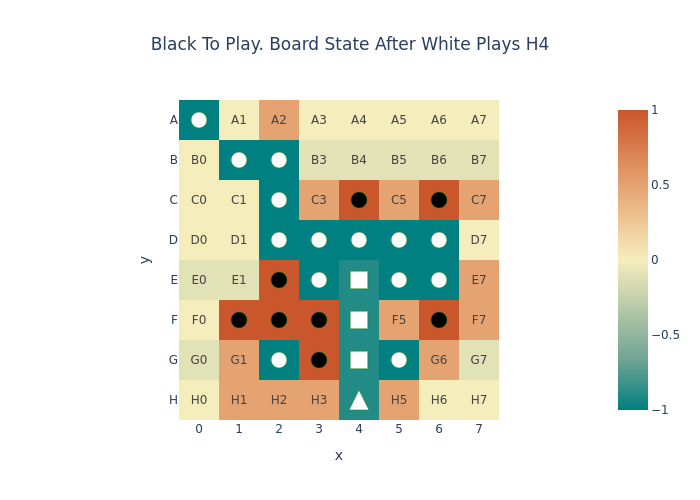 Black To Play. Board State After White Plays H4
A A1 A2 A3 A4 A5 A6 A7
B B0 B3 B4 B5 B6 B7
C C0 C1 C3 C5 C7
D D0 D1 D7
E E0 E1 E7
F F0 F5 F7
G G0 G1 G6 G7
H H0 H1 H2 H3 H5 H6 H7
0 1 2 3 4 5 6 7
x
y
1
0.5
0
−0.5
−1